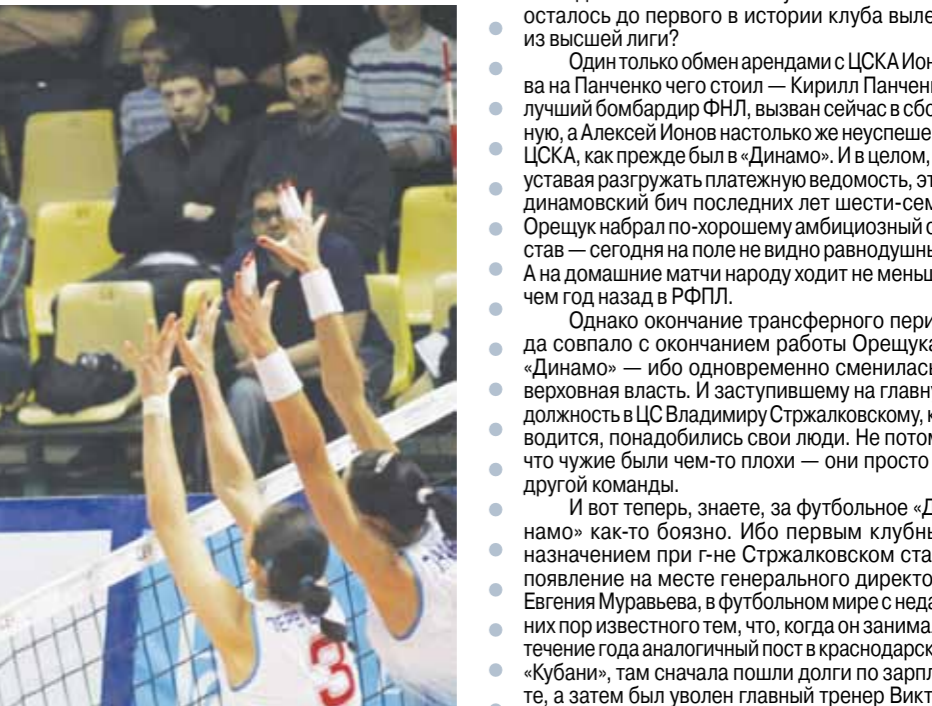 осталось до первого в истории клуба выле
из высшей лиги?
Один только обмен арендами с ЦСКА Ион
ва на Панченко чего стоил — Кирилл Панченк
лучший бомбардир ФНЛ, вызван сейчас в сбо
ную, а Алексей Ионов настолько же неуспеше
ЦСКА, как прежде был в «Динамо». И в целом,
уставая разгружать платежную ведомость, эт
динамовский бич последних лет шести-сем
Орещук набрал по-хорошему амбициозный с
став — сегодня на поле не видно равнодушны
А на домашние матчи народу ходит не меньш
чем год назад в РФПЛ.
Однако окончание трансферного пери
да совпало с окончанием работы Орещука
«Динамо» — ибо одновременно сменилась
верховная власть. И заступившему на главну
должность в ЦС Владимиру Стржалковскому, к
водится, понадобились свои люди. Не потом
что чужие были чем-то плохи — они просто
другой команды.
И вот теперь, знаете, за футбольное «Д
намо» как-то боязно. Ибо первым клубны
назначением при г-не Стржалковском ста
появление на месте генерального директо
Евгения Муравьева, в футбольном мире с неда
них пор известного тем, что, когда он занимал
течение года аналогичный пост в краснодарск
«Кубани», там сначала пошли долги по зарпл
те, а затем был уволен главный тренер Викт
3